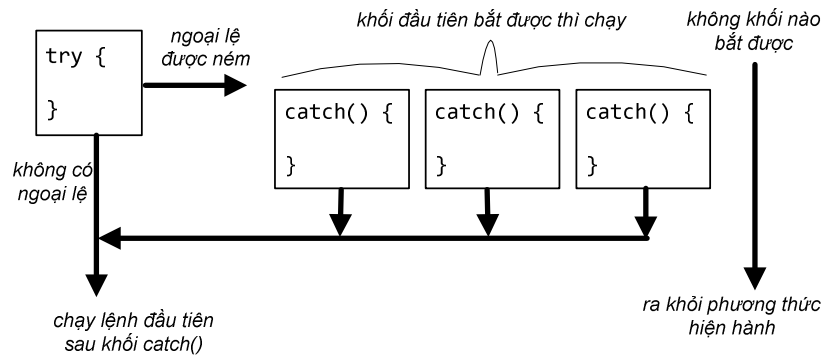 try {
}
ngoại lệ
được ném
khối đầu tiên bắt được thì chạy
catch() {
}
catch() {
}
catch() {
}
không khối nào
bắt được
không có
ngoại lệ
chạy lệnh đầu tiên
sau khối catch()
ra khỏi phương thức
hiện hành